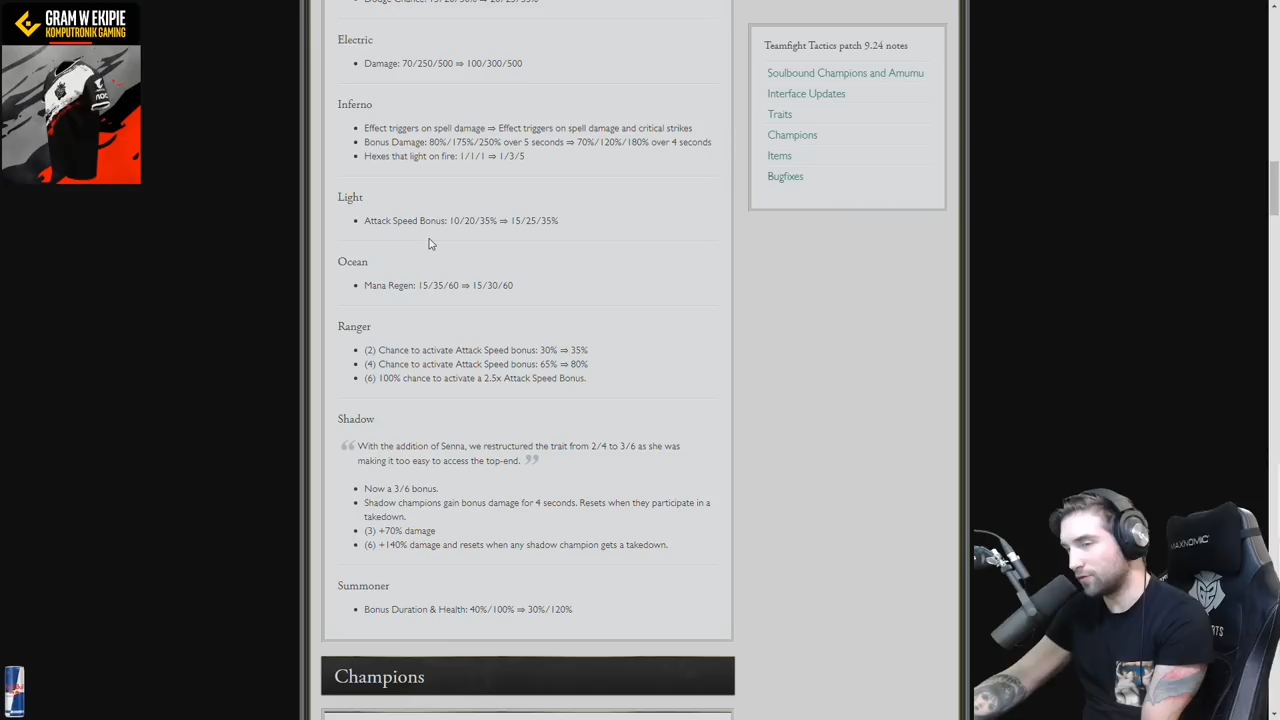 GRAM W EKIPIE
KOMPUTRONIK GAMING
Electric
Damage: 70/250/500 ⇒ 100/300/500
Inferno
Effect triggers on spell damage ⇒ Effect triggers on spell damage and critical strikes
Bonus Damage: 80%/175%/250% over 5 seconds ⇒ 70%/120%/180% over 4 seconds
Hexes that light on fire: 1/1/1 ⇒ 1/3/5
Light
Attack Speed Bonus: 10/20/35% ⇒ 15/25/35%
Ocean
Mana Regen: 15/35/60 ⇒ 15/30/60
Ranger
(2) Chance to activate Attack Speed bonus: 30% ⇒ 35%
(4) Chance to activate Attack Speed bonus: 65% ⇒ 80%
(6) 100% chance to activate a 2.5x Attack Speed Bonus.
Shadow
With the addition of Senna, we restructured the trait from 2/4 to 3/6 as she was
making it too easy to access the top-end.
Now a 3/6 bonus.
Shadow champions gain bonus damage for 4 seconds. Resets when they participate in a
takedown.
(3) +70% damage
(6) +140% damage and resets when any shadow champion gets a takedown.
Summoner
Bonus Duration & Health: 40%/100% ⇒ 30%/120%
Champions
Teamfight Tactics patch 9.24 notes
Soulbound Champions and Amumu
Interface Updates
Traits
Champions
Items
Bugfixes
MAXNOMIC